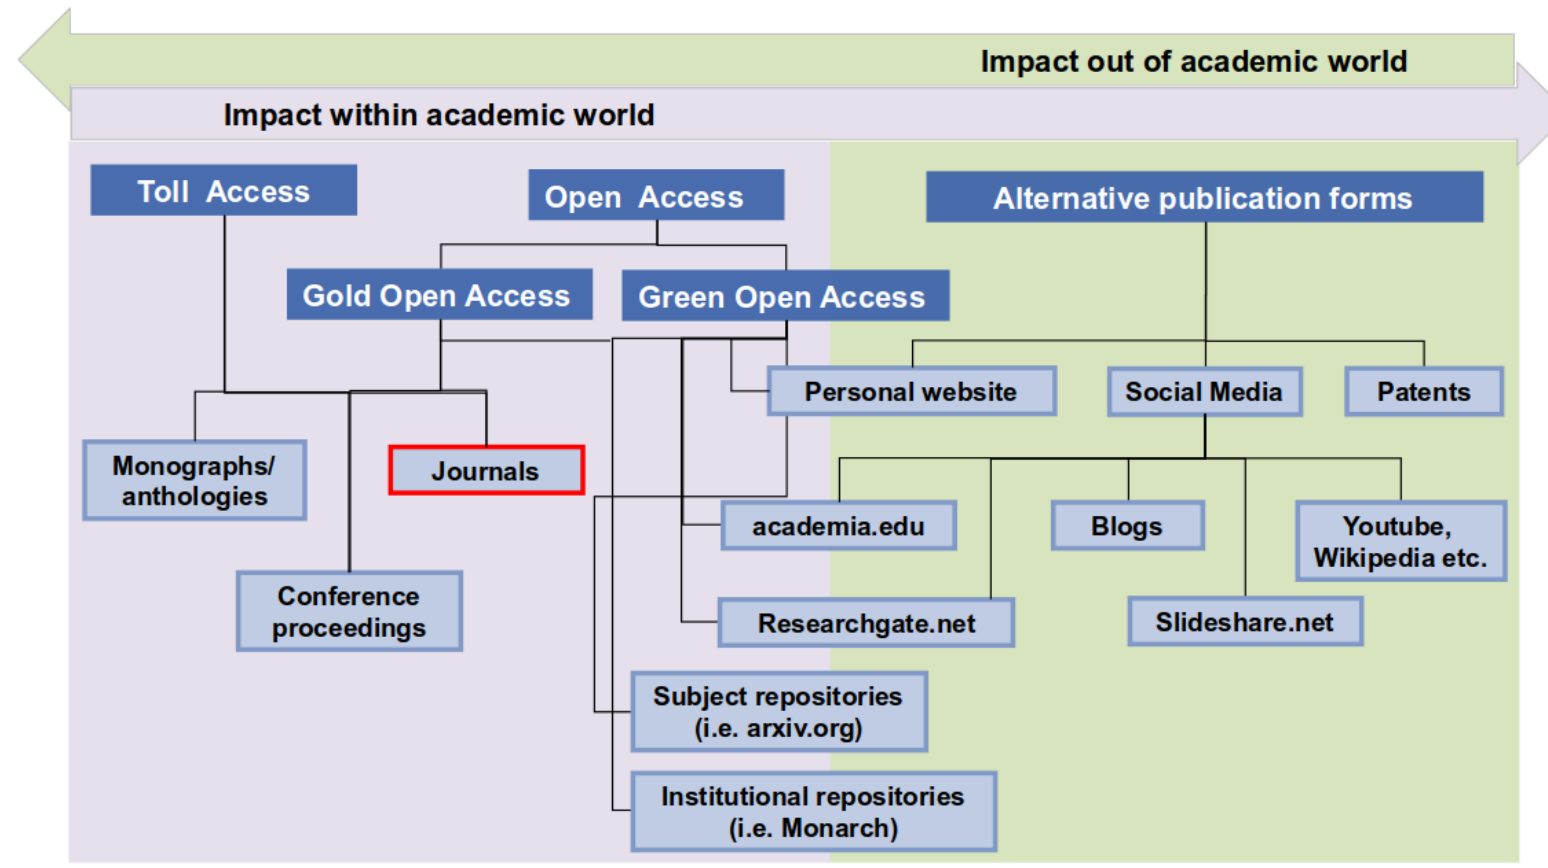 Impact out of academic world
Impact within academic world
Toll Access
Open Access
Alternative publication forms
Gold Open Access
Green Open Access
Personal website
Social Media
Patents
Monographs/
anthologies
Journals
academia.edu
Blogs
Youtube,
Wikipedia etc.
Conference
proceedings
Researchgate.net
Slideshare.net
Subject repositories
(i.e. arxiv.org)
Institutional repositories
(i.e. Monarch)